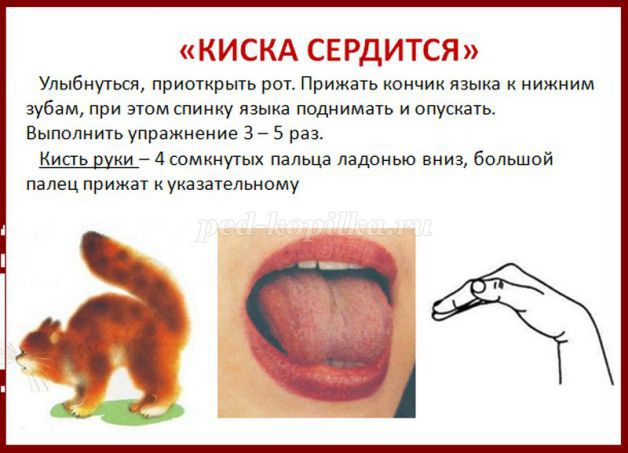 «КИСКА СЕРДИТСЯ»
Улыбнуться, приоткрыть рот. Прижать кончик языка к нижним
зубам, при этом спинку языка поднимать и опускать.
Выполнить упражнение 3 – 5 раз.
Кисть руки – 4 сомкнутых пальца ладонью вниз, большой
палец прижат к указательному
ped-kopilka.ru